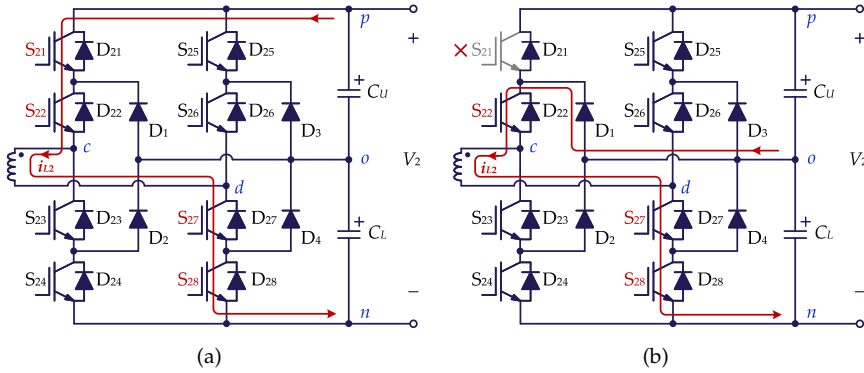 p
S21
D21
S25
D25
+
+
CU
S22
D22
S26
D26
D1
D3
c
o
V2
iL2
d
S23
D23
S27
D27
+
D2
D4
CL
S24
D24
S28
D28
−
n
(a)
p
×
S21
D21
S25
D25
+
+
CU
S22
D22
S26
D26
D1
D3
c
o
V2
iL2
d
S23
D23
S27
D27
+
D2
D4
CL
S24
D24
S28
D28
−
n
(b)